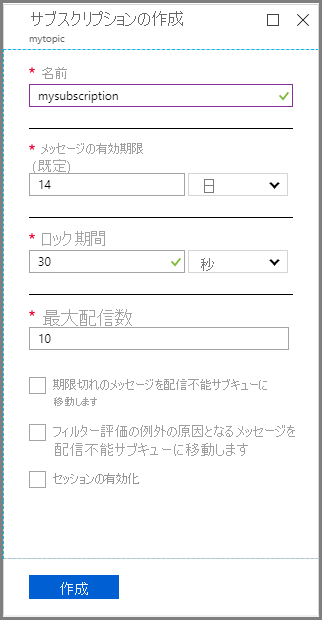 サブスクリプションの作成
mytopic
* 名前
mysubscription
* メッセージの有効期限
(既定)
14 日
* ロック期間
30 秒
* 最大配信数
10
期限切れのメッセージを配信不能サブキューに
移動します
フィルター評価の例外の原因となるメッセージを
配信不能サブキューに移動します
セッションの有効化
作成